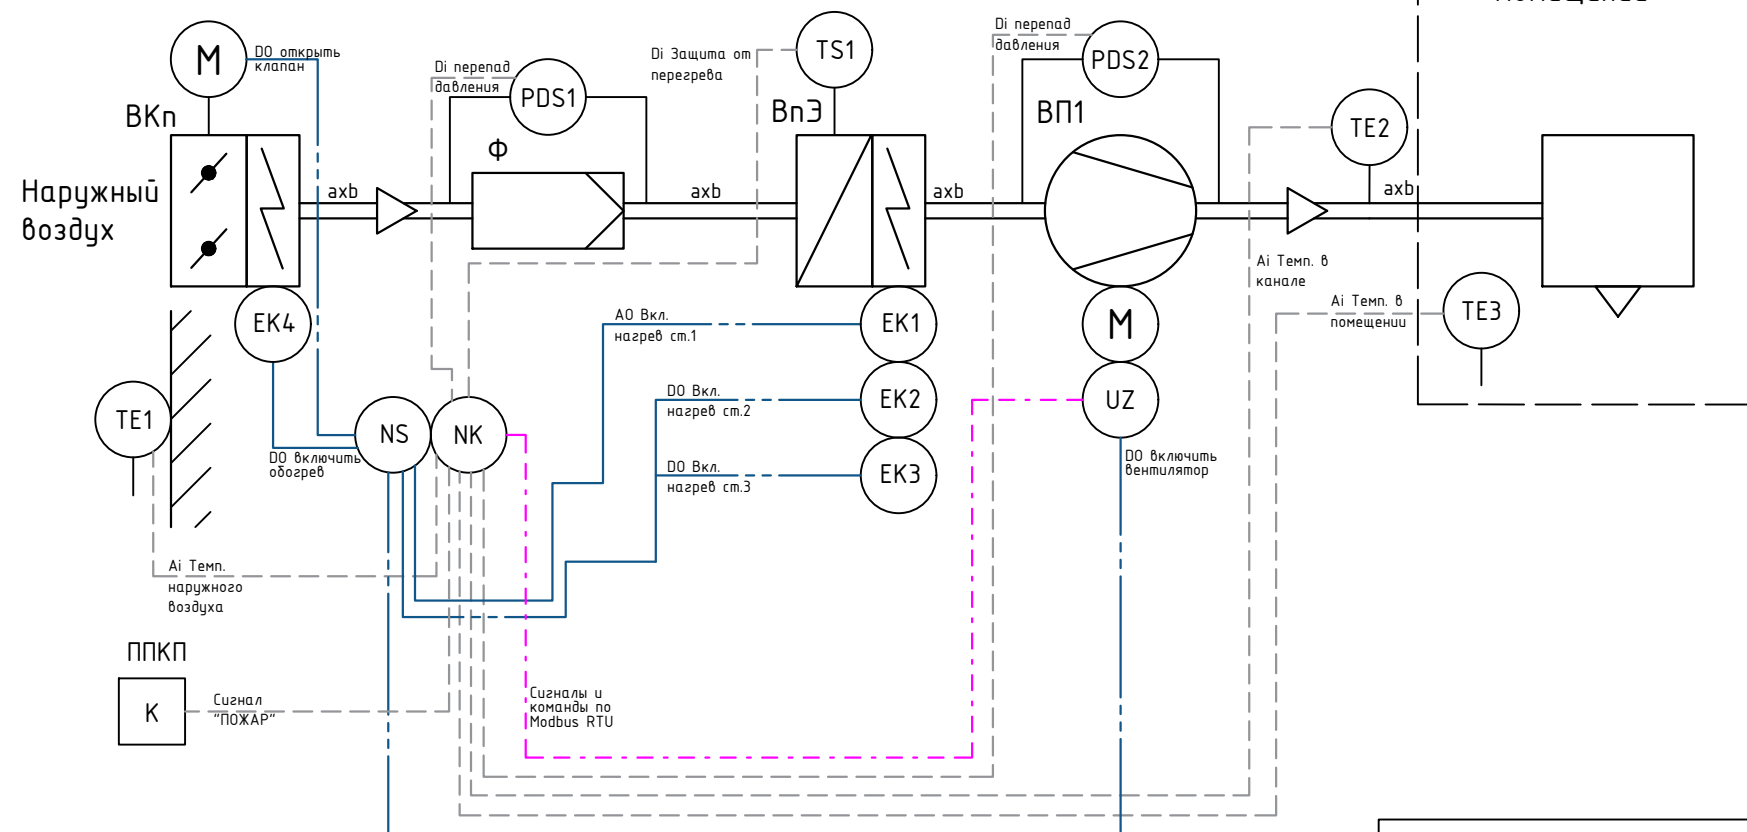 М
DO открыть
клапан
ВКп
Наружный
воздух
axb
EK4
TE1
Di перепад
давления
PDS1
Ф
axb
Di Защита от
перегрева
TS1
ВпЭ
axb
Di перепад
давления
PDS2
ВП1
TE2
axb
Ai Темп. в
канале
Ai Темп. в
помещении
TE3
AO Вкл.
нагрев ст.1
EK1
DO Вкл.
нагрев ст.2
EK2
DO Вкл.
нагрев ст.3
EK3
М
UZ
DO включить
вентилятор
NS
NK
DO включить
обогрев
Ai Темп.
наружного
воздуха
ППКП
К
Сигнал
"ПОЖАР"
Сигналы и
команды по
Modbus RTU